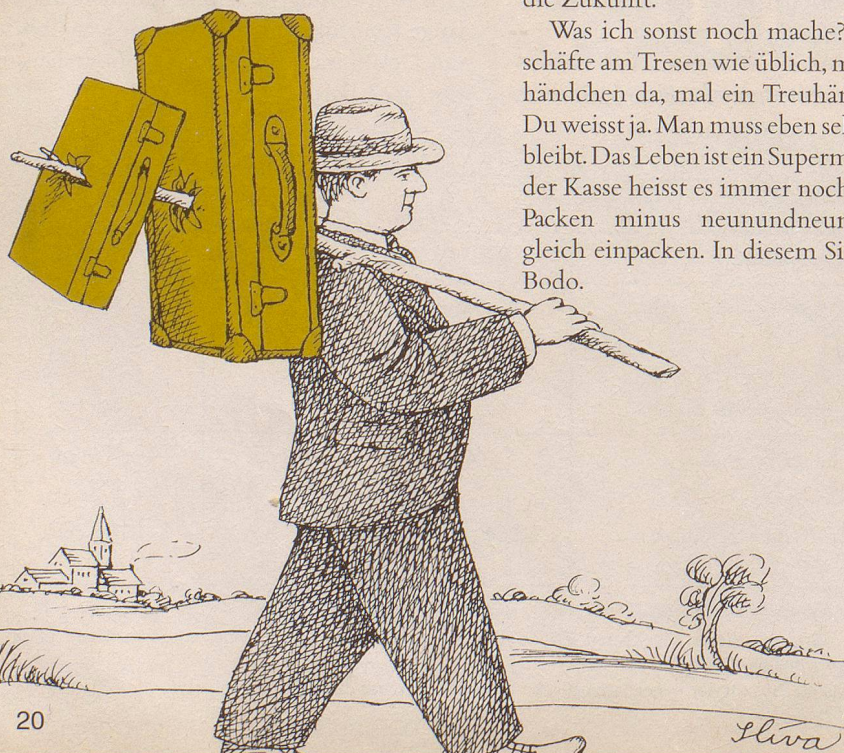 die Zukunft.
Was ich sonst noch mache?
schäfte am Tresen wie üblich, m
händchen da, mal ein Treuhän
Du weisst ja. Man muss eben se
bleibt. Das Leben ist ein Superm
der Kasse heisst es immer noch
Packen minus neunundneun
gleich einpacken. In diesem Si
Bodo.
20
Sliva